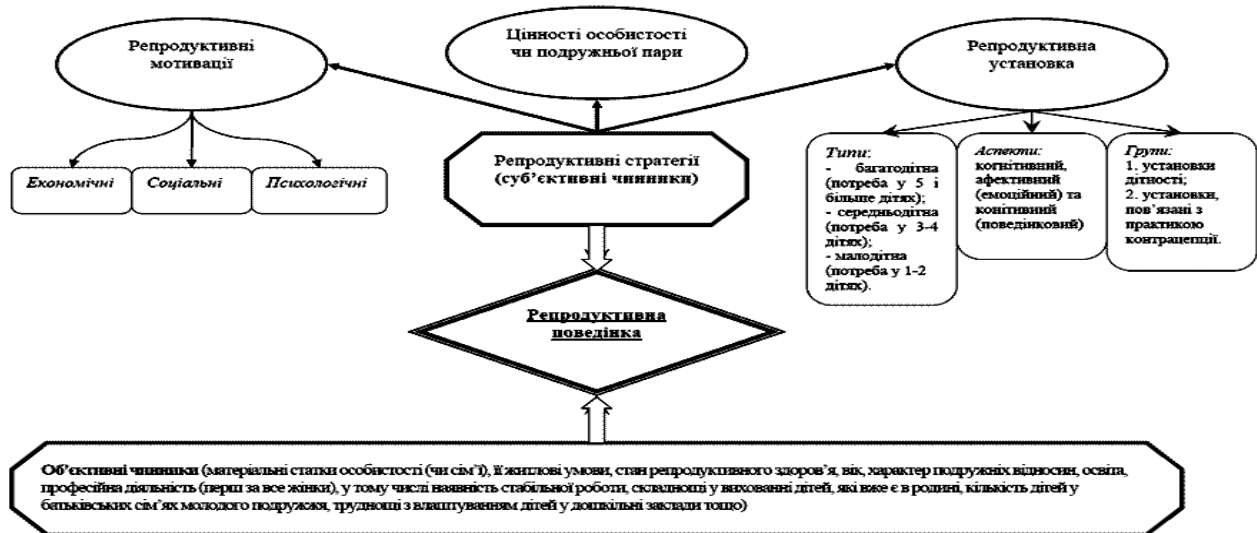 Репродуктивні
мотивації
Цінності особистості
чи подружньої пари
Репродуктивна
установка
Репродуктивні стратегії
(суб’єктивні чинники)
Економічні
Соціальні
Психологічні
Типи:
- багатодітна
(потреба у 5 і
більше дітях);
- середньодітна
(потреба у 3-4
дітях);
- малодітна
(потреба у 1-2
дітях).
Аспекти:
когнітивний,
афективний
(емоційний) та
конітивний
(поведінковий)
Групи:
1. установки
дітності;
2. установки,
пов’язані з
практикою
контрацепції.
Репродуктивна
поведінка
Об’єктивні чинники (матеріальні статки особистості (чи сім’ї), її житлові умови, стан репродуктивного здоров’я, вік, характер подружніх відносин, освіта,
професійна діяльність (перш за все жінки), у тому числі наявність стабільної роботи, складнощі у вихованні дітей, які вже є в родині, кількість дітей у
батьківських сім’ях молодого подружжя, труднощі з влаштуванням дітей у дошкільні заклади тощо)